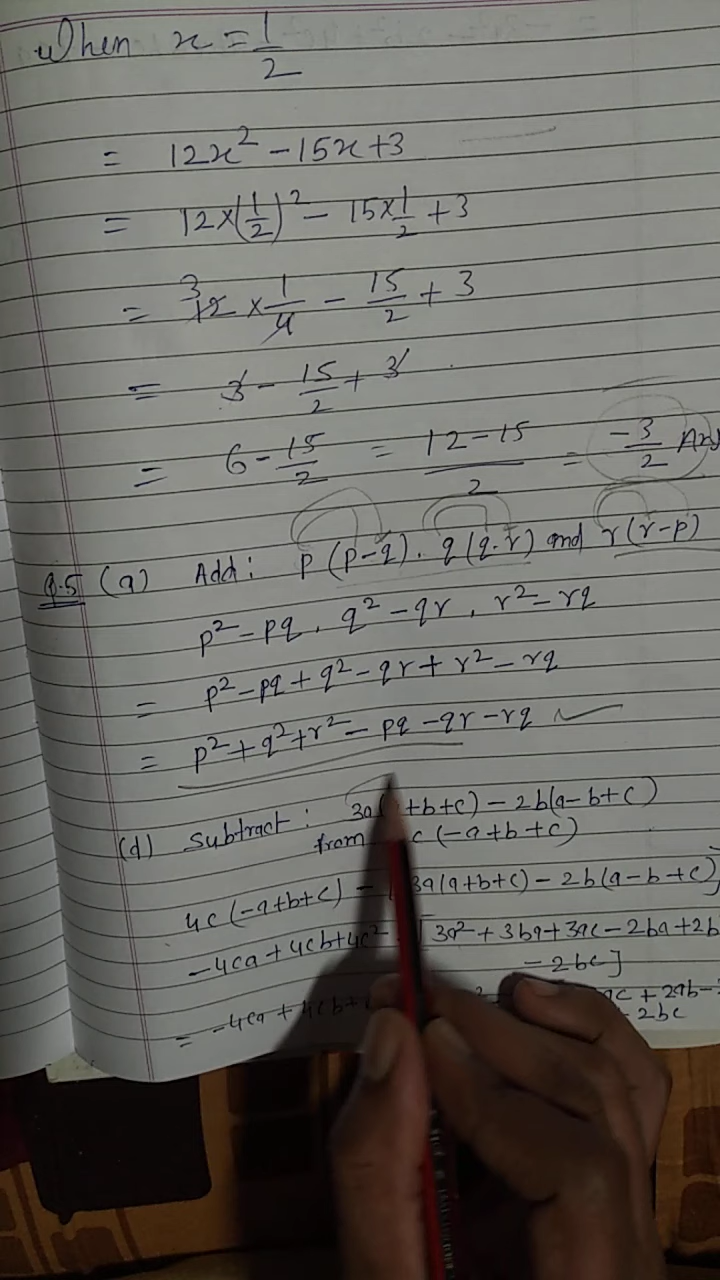 When x = 1/2
= 12x² - 15x + 3
= 12×(1/2)² - 15×1/2 + 3
= 3 12 × 1/4 - 15/2 + 3
= 3 - 15/2 + 3
= 6 - 15/2 = (12-15)/2 = -3/2 Ans
Q.5 (a) Add: p(p-q), q(q-r) and r(r-p)
p² - pq, q² - qr, r² - rq
= p² - pq + q² - qr + r² - rq
= p² + q² + r² - pq - qr - rq ✓
(d) Subtract: 3a( +b+c) - 2b(a-b+c)
from c(-a+b+c)
4c(-a+b+c) - 3a(a+b+c) - 2b(a-b+c)]
-4ca + 4cb + 4c² [3a² + 3ba + 3ac - 2ba + 2b
- 2bc]
= -4ca + 4cb + ac + 2ab -
2bc